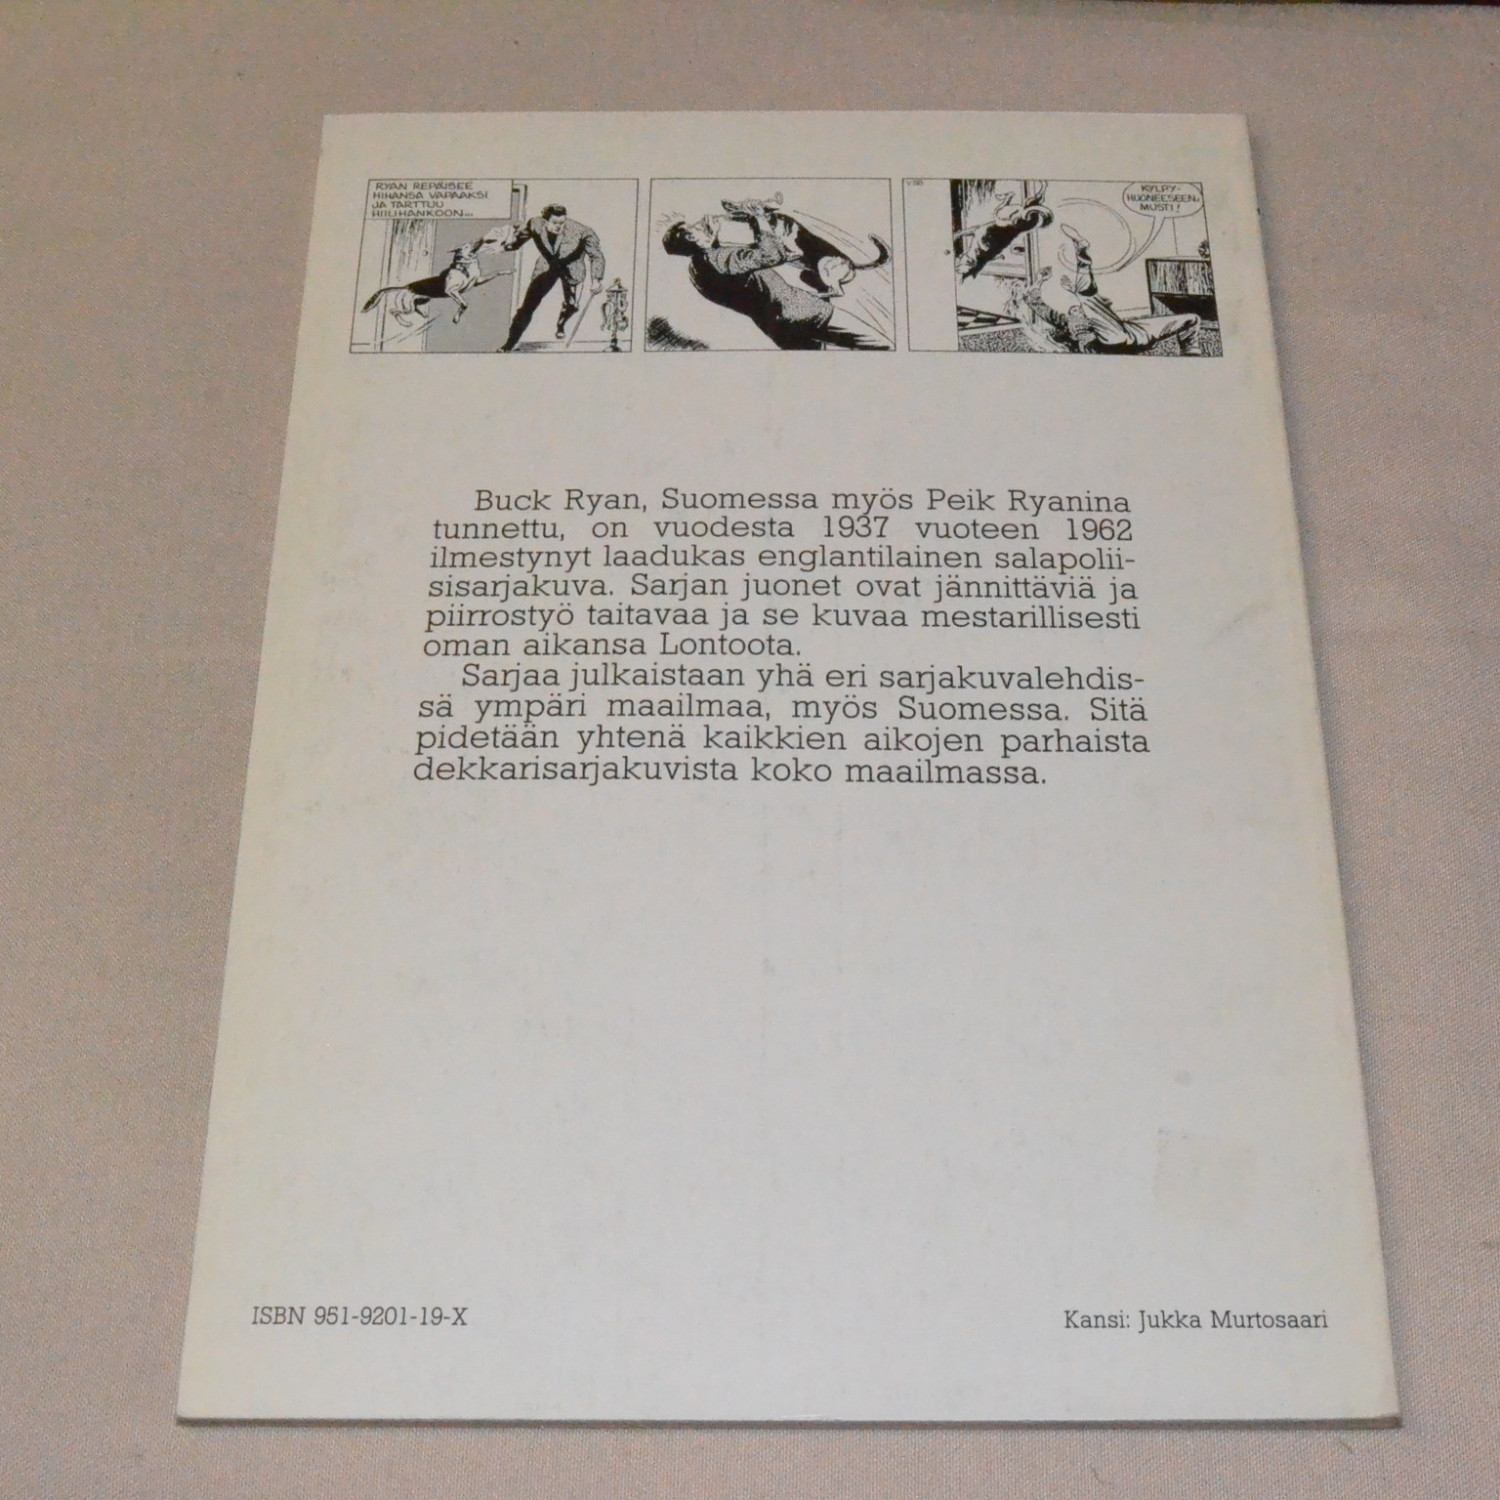 RYAN REPÄISEE
HIHANSA VAPAAKSI
JA TARTTUU
HIILIHANKOON...
KYLPY-
HUONEESEEN,
MUSTI!
Buck Ryan, Suomessa myös Peik Ryanina
tunnettu, on vuodesta 1937 vuoteen 1962
ilmestynyt laadukas englantilainen salapolii-
sisarjakuva. Sarjan juonet ovat jännittäviä ja
piirrostyö taitavaa ja se kuvaa mestarillisesti
oman aikansa Lontoota.
Sarjaa julkaistaan yhä eri sarjakuvalehdis-
sä ympäri maailmaa, myös Suomessa. Sitä
pidetään yhtenä kaikkien aikojen parhaista
dekkarisarjakuvista koko maailmassa.
ISBN 951-9201-19-X
Kansi: Jukka Murtosaari